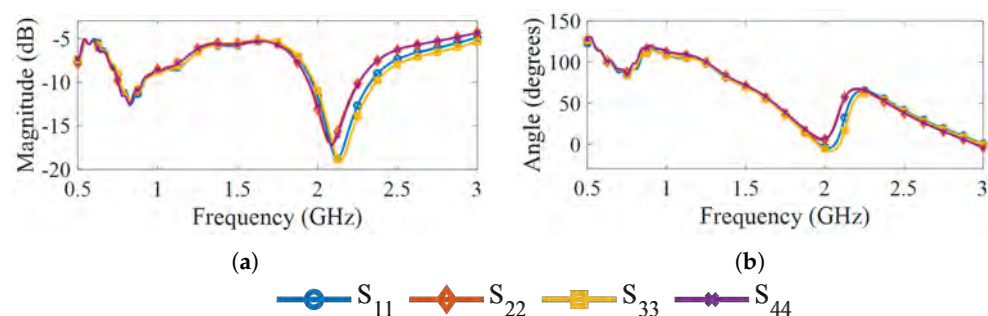 Magnitude (dB)
-5
-10
-15
-20
0.5 1 1.5 2 2.5 3
Frequency (GHz)
(a)
Angle (degrees)
150
100
50
0
0.5 1 1.5 2 2.5 3
Frequency (GHz)
(b)
S11 S22 S33 S44